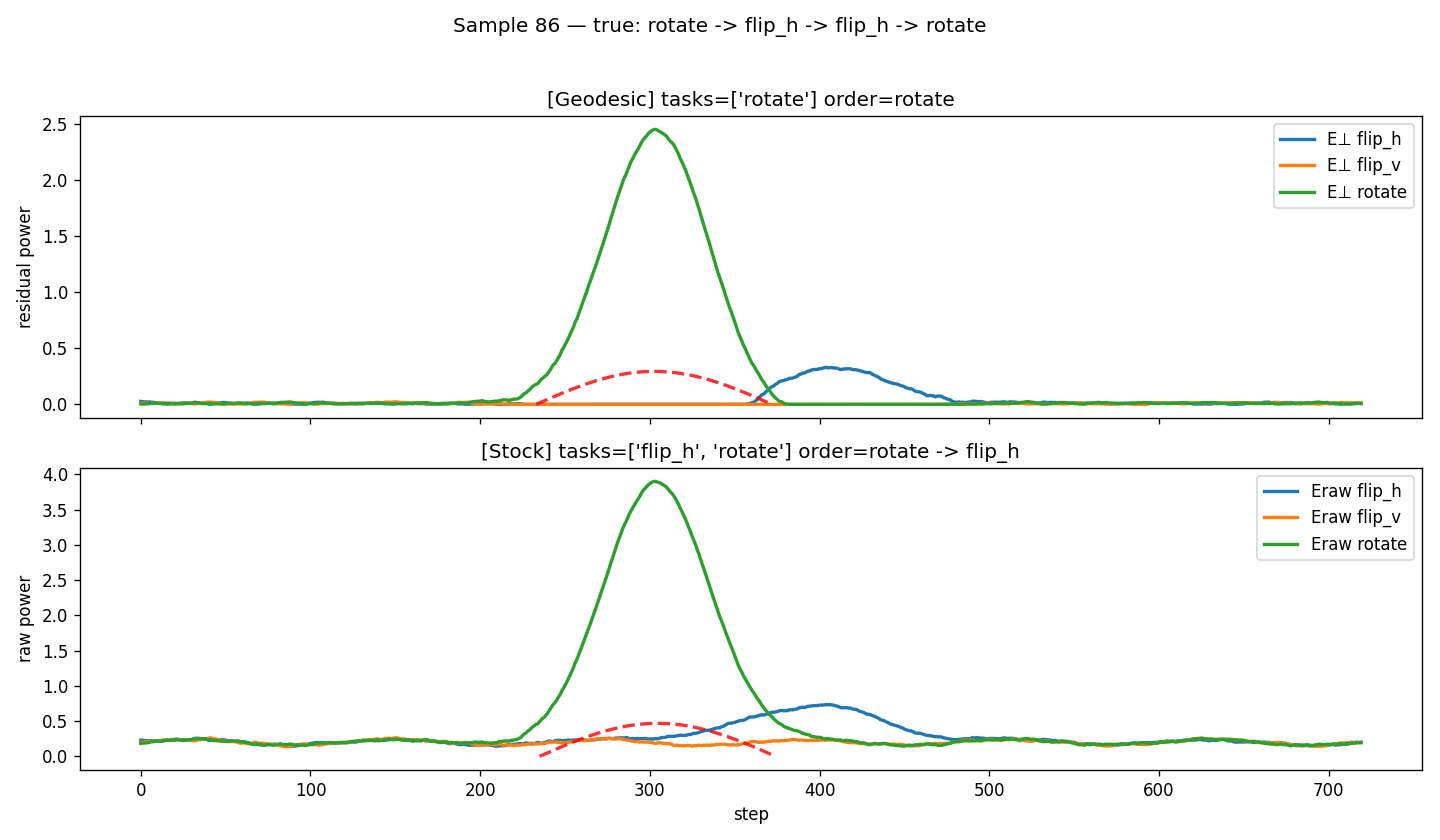 Sample 86 — true: rotate -> flip_h -> flip_h -> rotate
[Geodesic] tasks=['rotate'] order=rotate
2.5
2.0
1.5
1.0
0.5
0.0
residual power
E⊥ flip_h
E⊥ flip_v
E⊥ rotate
[Stock] tasks=['flip_h', 'rotate'] order=rotate -> flip_h
4.0
3.5
3.0
2.5
2.0
1.5
1.0
0.5
0.0
raw power
Eraw flip_h
Eraw flip_v
Eraw rotate
0 100 200 300 400 500 600 700
step